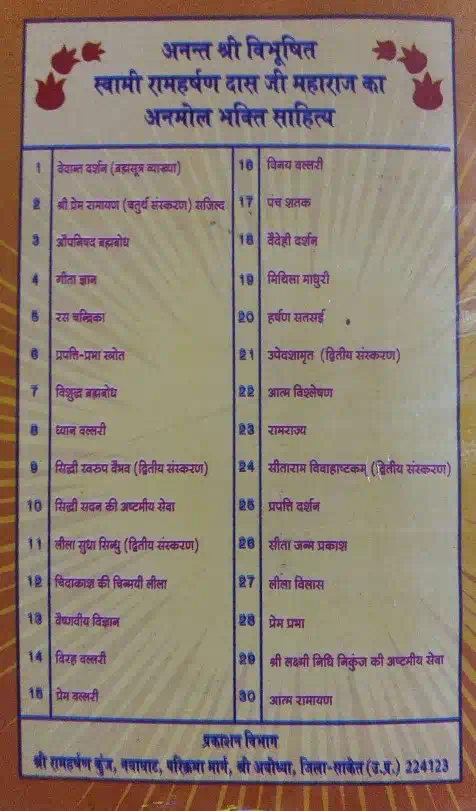 अनन्त श्री विभूषित
स्वामी रामहर्षण दास जी महाराज का
अनमोल भक्ति साहित्य
1 वेदान्त दर्शन (ब्रह्मसूत्र व्याख्या)
2 श्री प्रेम रामायण (चतुर्थ संस्करण) सजिल्द
3 औपनिषद ब्रह्मबोध
4 गीता ज्ञान
5 रस चन्द्रिका
6 प्रपत्ति-प्रभा स्त्रोत
7 विशुद्ध ब्रह्मबोध
8 ध्यान वल्लरी
9 सिद्धी स्वरुप वैभव (द्वितीय संस्करण)
10 सिद्धी सदन की अष्टमीय सेवा
11 लीला सुधा सिन्धु (द्वितीय संस्करण)
12 चिदाकाश की चिन्मयी लीला
13 वैष्णवीय विज्ञान
14 विरह वल्लरी
15 प्रेम वल्लरी
16 विनय वल्लरी
17 पंच शतक
18 वैदेही दर्शन
19 मिथिला माधुरी
20 हर्षण सतसई
21 उपेदशामृत (द्वितीय संस्करण)
22 आत्म विश्लेषण
23 रामराज्य
24 सीताराम विवाहाष्टकम् (द्वितीय संस्करण)
25 प्रपत्ति दर्शन
26 सीता जन्म प्रकाश
27 लीला विलास
28 प्रेम प्रभा
29 श्री लक्ष्मी निधि निकुंज की अष्टमीय सेवा
30 आत्म रामायण
प्रकाशन विभाग
श्री रामहर्षण कुंज, नयाघाट, परिक्रमा मार्ग, श्री अयोध्या, जिला-साकेत (उ.प्र.) 224123